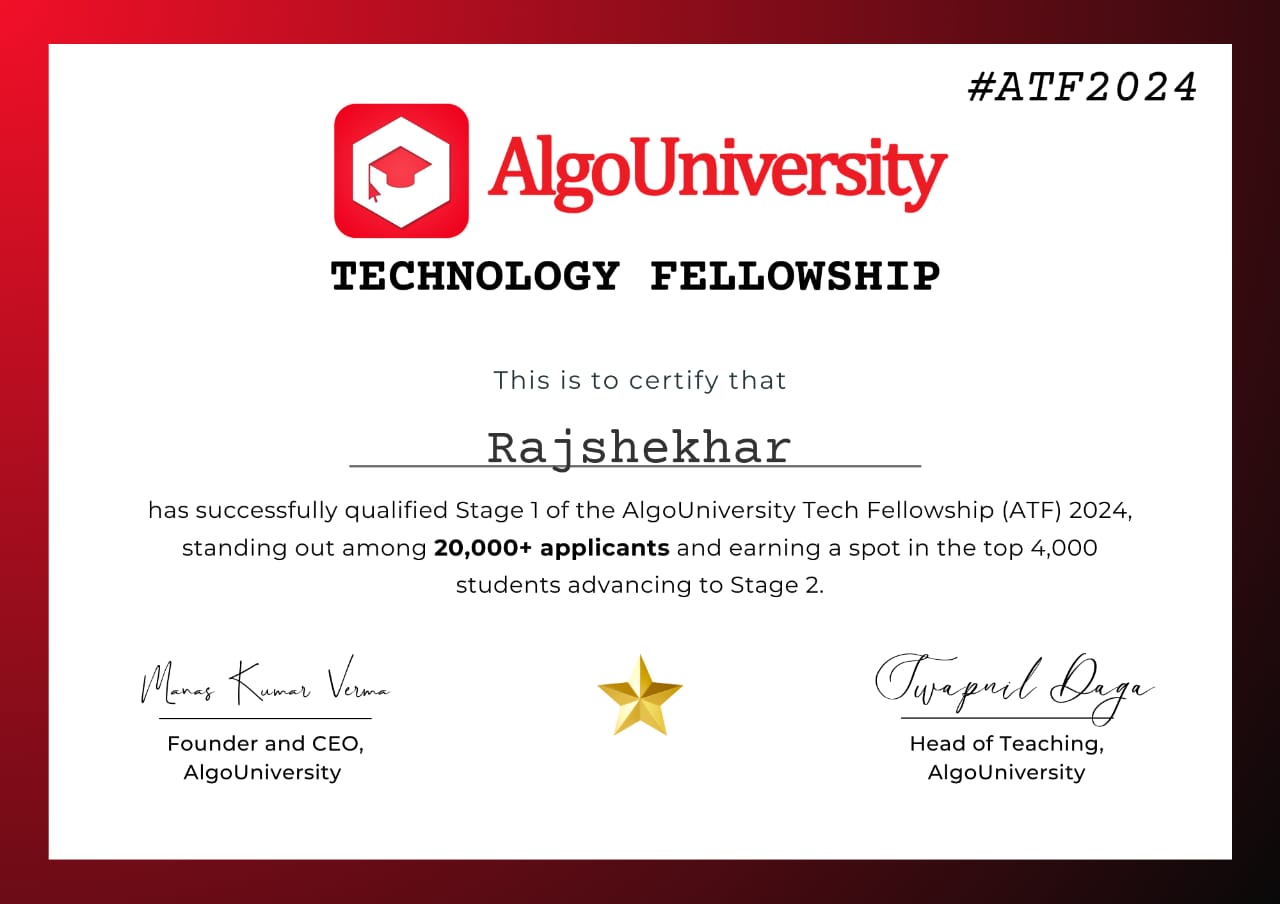 #ATF2024
AlgoUniversity
TECHNOLOGY FELLOWSHIP
This is to certify that
Rajshekhar
has successfully qualified Stage 1 of the AlgoUniversity Tech Fellowship (ATF) 2024,
standing out among 20,000+ applicants and earning a spot in the top 4,000
students advancing to Stage 2.
Manas Kumar Verma
Founder and CEO,
AlgoUniversity
Swapnil Daga
Head of Teaching,
AlgoUniversity